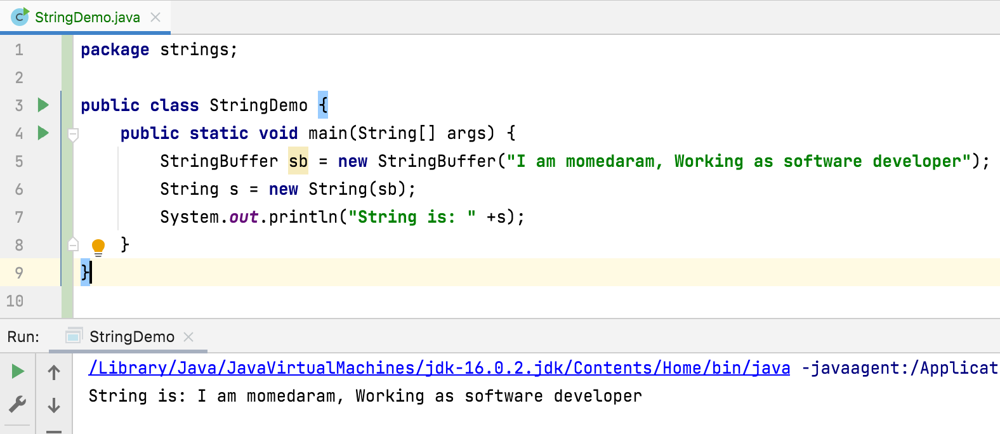 C StringDemo.java
1 package strings;
2
3 public class StringDemo {
4 public static void main(String[] args) {
5 StringBuffer sb = new StringBuffer("I am momedaram, Working as software developer");
6 String s = new String(sb);
7 System.out.println("String is: " +s);
8 }
9 }
10
Run: StringDemo
/Library/Java/JavaVirtualMachines/jdk-16.0.2.jdk/Contents/Home/bin/java -javaagent:/Applicat
String is: I am momedaram, Working as software developer